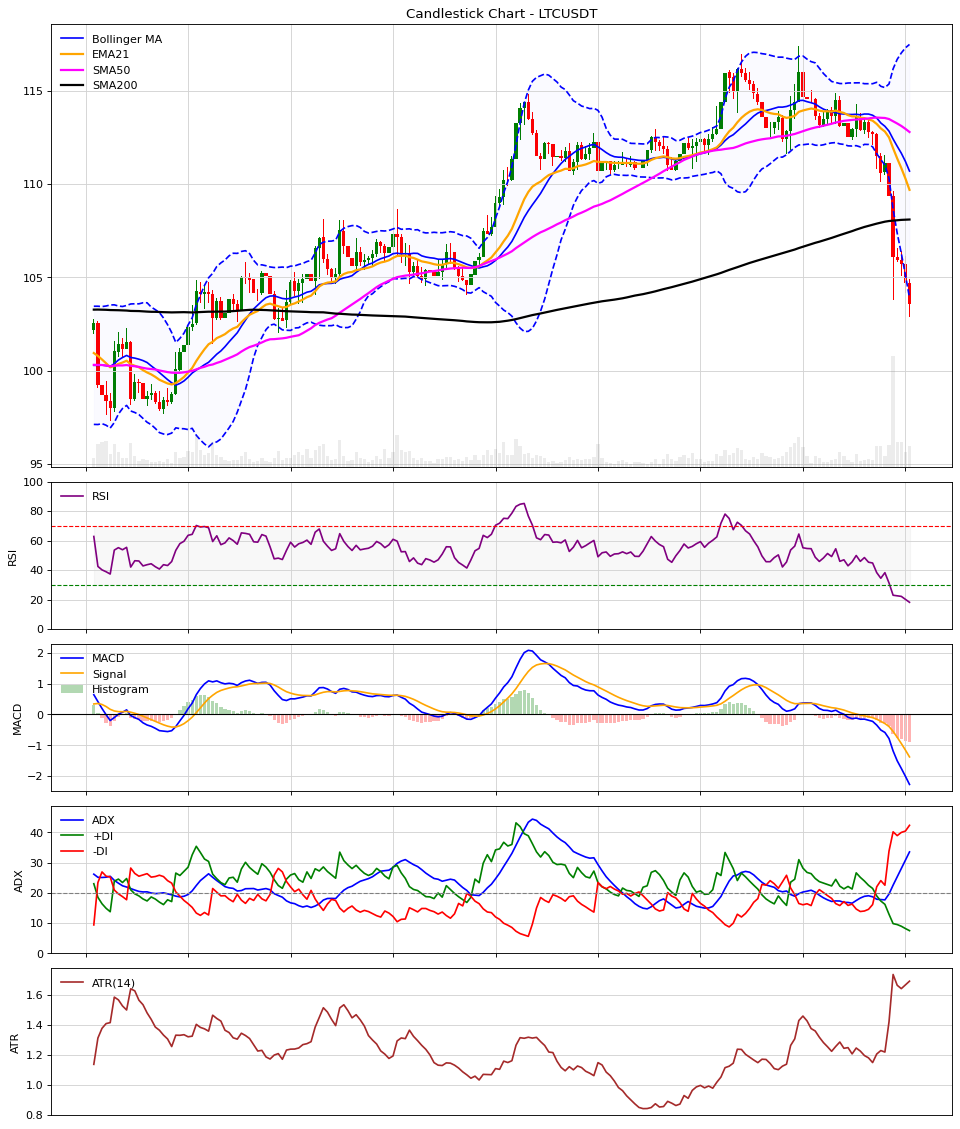 Candlestick Chart - LTCUSDT
Bollinger MA
EMA21
SMA50
SMA200
115
110
105
100
95
RSI
100
80
60
40
20
0
RSI
MACD
Signal
Histogram
2
1
0
−1
−2
MACD
ADX
+DI
-DI
40
30
20
10
0
ADX
ATR(14)
1.6
1.4
1.2
1.0
0.8
ATR